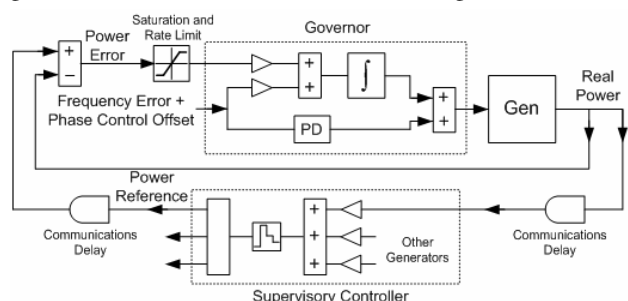 Saturation and
Rate Limit
Governor
Power
Error
+
−
+
+
∫
Real
Power
Frequency Error +
Phase Control Offset
PD
+
+
Gen
Power
Reference
Communications
Delay
+
+
+
Other
Generators
Communications
Delay
Supervisory Controller